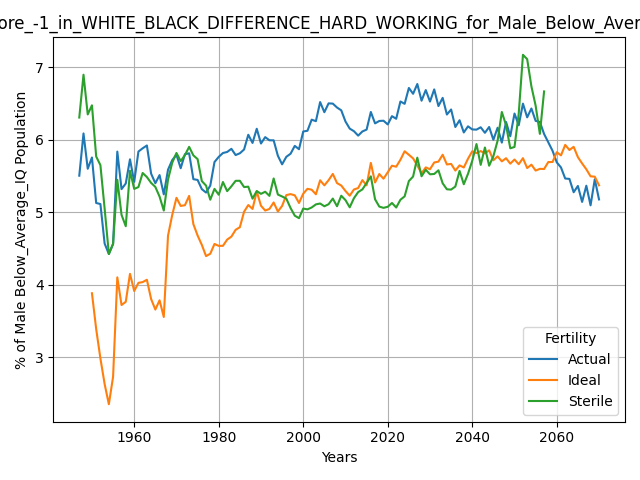 ore_-1_in_WHITE_BLACK_DIFFERENCE_HARD_WORKING_for_Male_Below_Aver
% of Male Below_Average_IQ Population
7
6
5
4
3
1960 1980 2000 2020 2040 2060
Years
Fertility
Actual
Ideal
Sterile